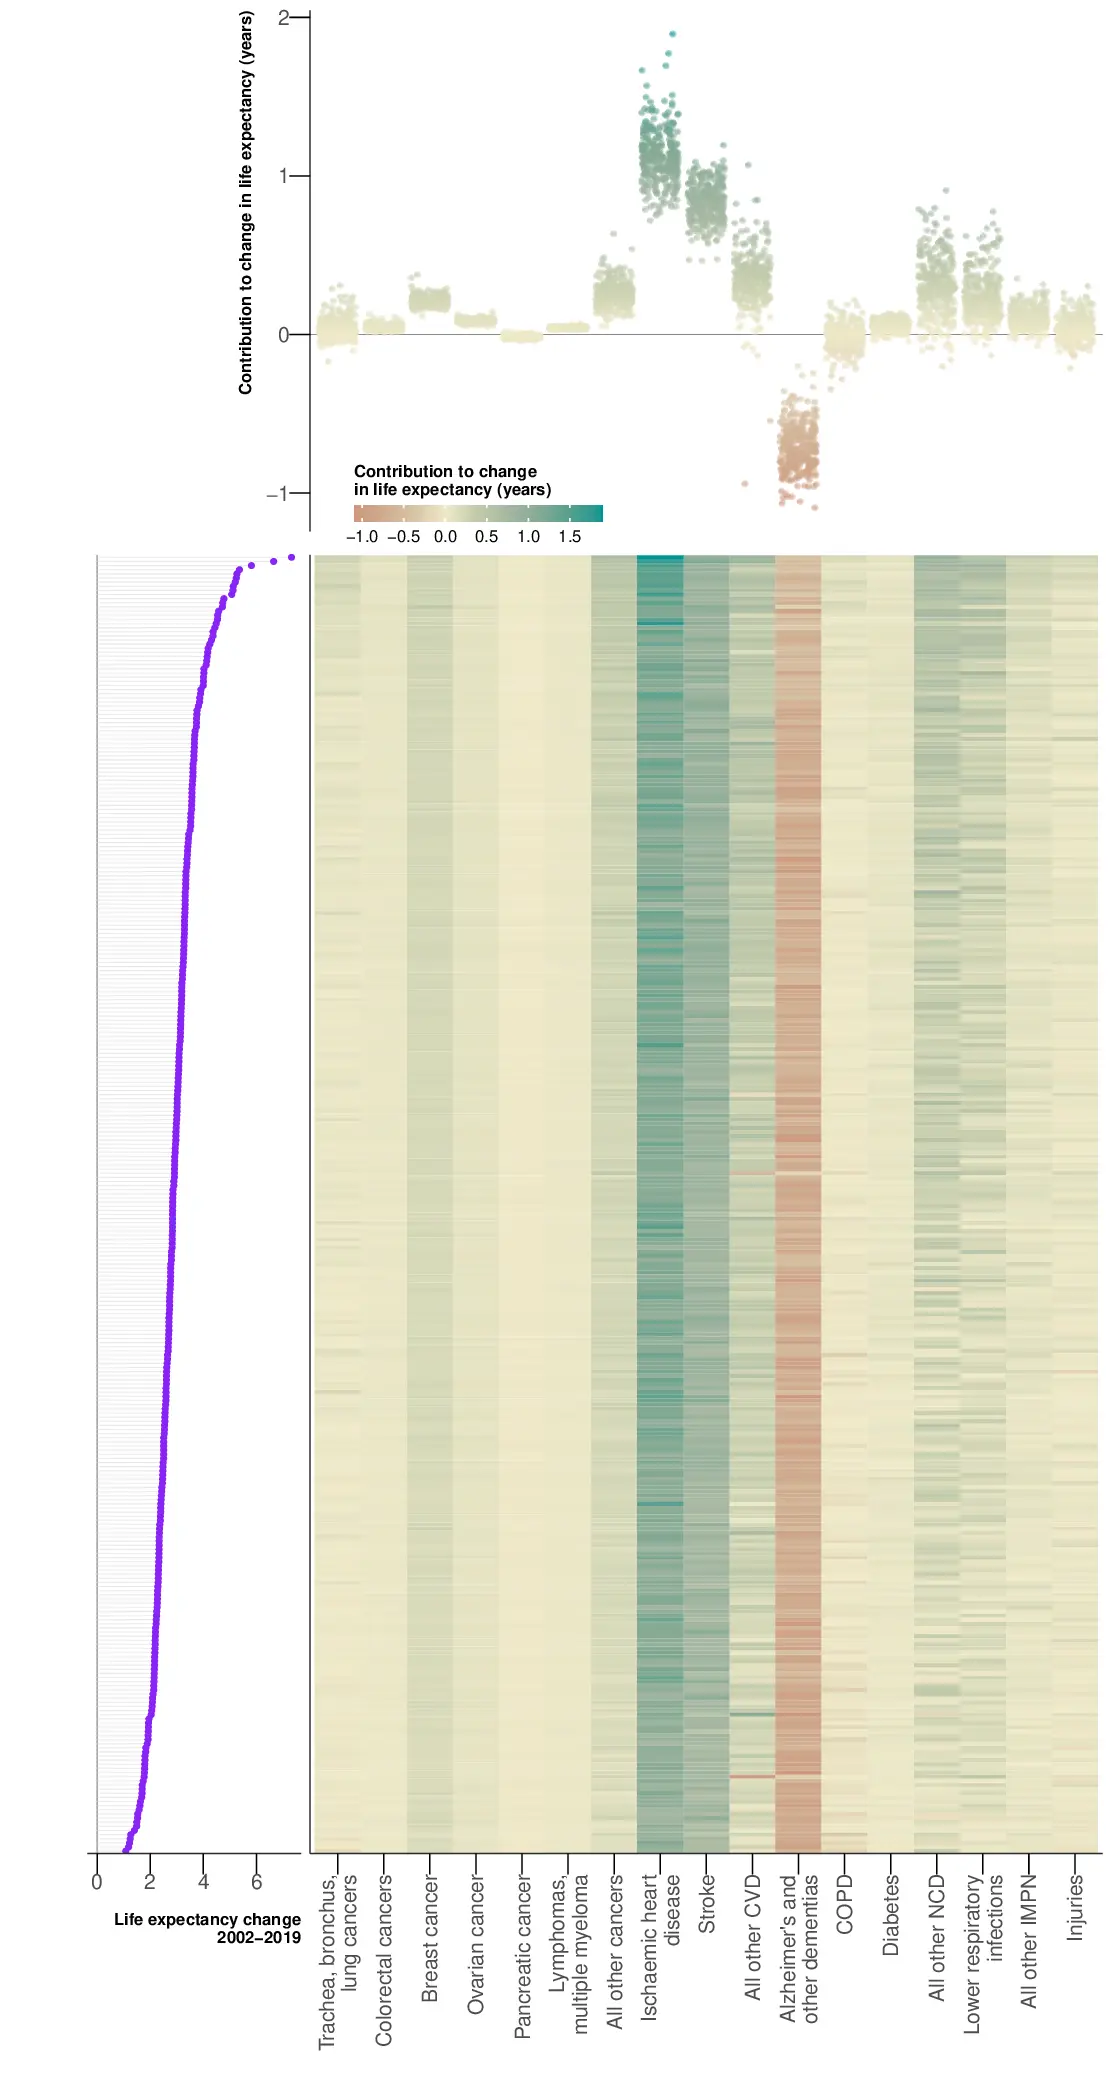 Contribution to change in life expectancy (years)
2
1
0
−1
Contribution to change
in life expectancy (years)
−1.0 −0.5 0.0 0.5 1.0 1.5
0 2 4 6
Life expectancy change
2002−2019
Trachea, bronchus,
lung cancers
Colorectal cancers
Breast cancer
Ovarian cancer
Pancreatic cancer
Lymphomas,
multiple myeloma
All other cancers
Ischaemic heart
disease
Stroke
All other CVD
Alzheimer's and
other dementias
COPD
Diabetes
All other NCD
Lower respiratory
infections
All other IMPN
Injuries